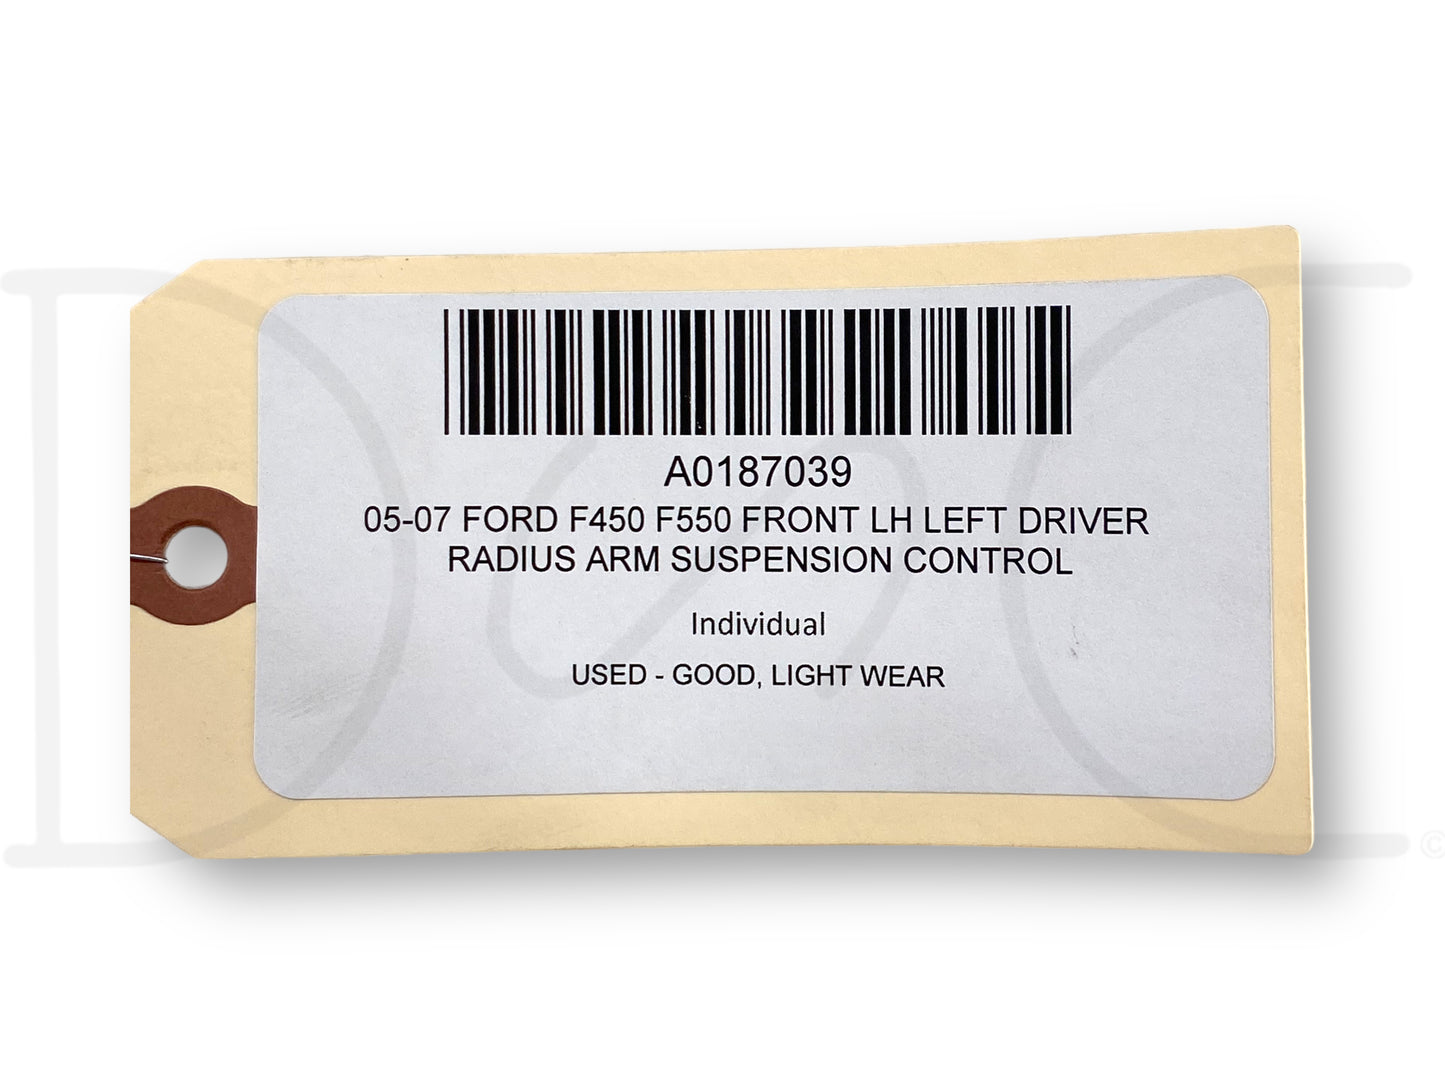 A0187039
05-07 FORD F450 F550 FRONT LH LEFT DRIVER
RADIUS ARM SUSPENSION CONTROL
Individual
USED - GOOD, LIGHT WEAR
©